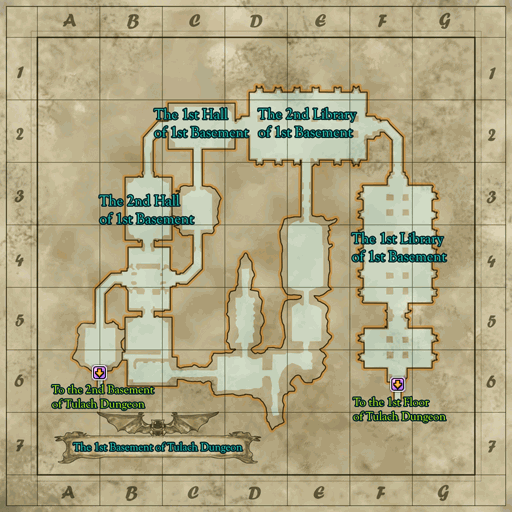 A B C D E F G
1 1
The 1st Hall
of 1st Basement
The 2nd Library
of 1st Basement
2 2
3 3
The 2nd Hall
of 1st Basement
The 1st Library
of 1st Basement
4 4
5 5
6 6
To the 2nd Basement
of Tulach Dungeon
To the 1st Floor
of Tulach Dungeon
The 1st Basement of Tulach Dungeon
7 7
A B C D E F G